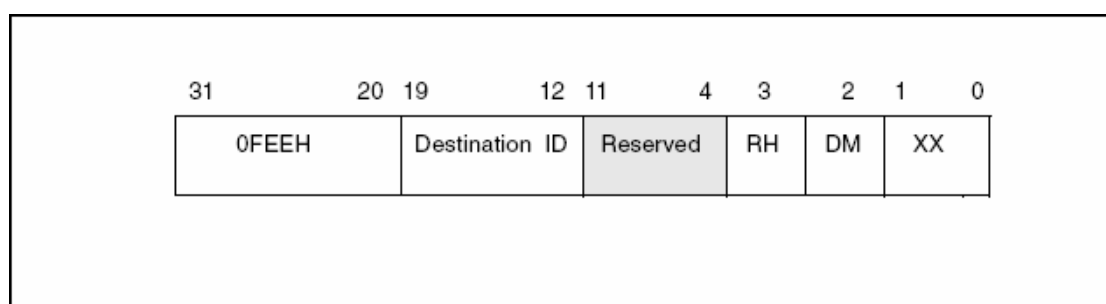 31 20 19 12 11 4 3 2 1 0
0FEEH Destination ID Reserved RH DM XX